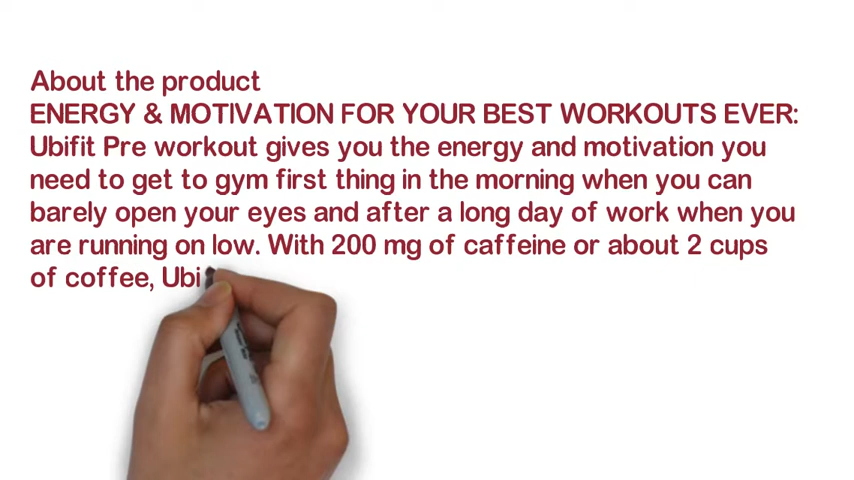 About the product
ENERGY & MOTIVATION FOR YOUR BEST WORKOUTS EVER:
Ubifit Pre workout gives you the energy and motivation you
need to get to gym first thing in the morning when you can
barely open your eyes and after a long day of work when you
are running on low. With 200 mg of caffeine or about 2 cups
of coffee, Ubi